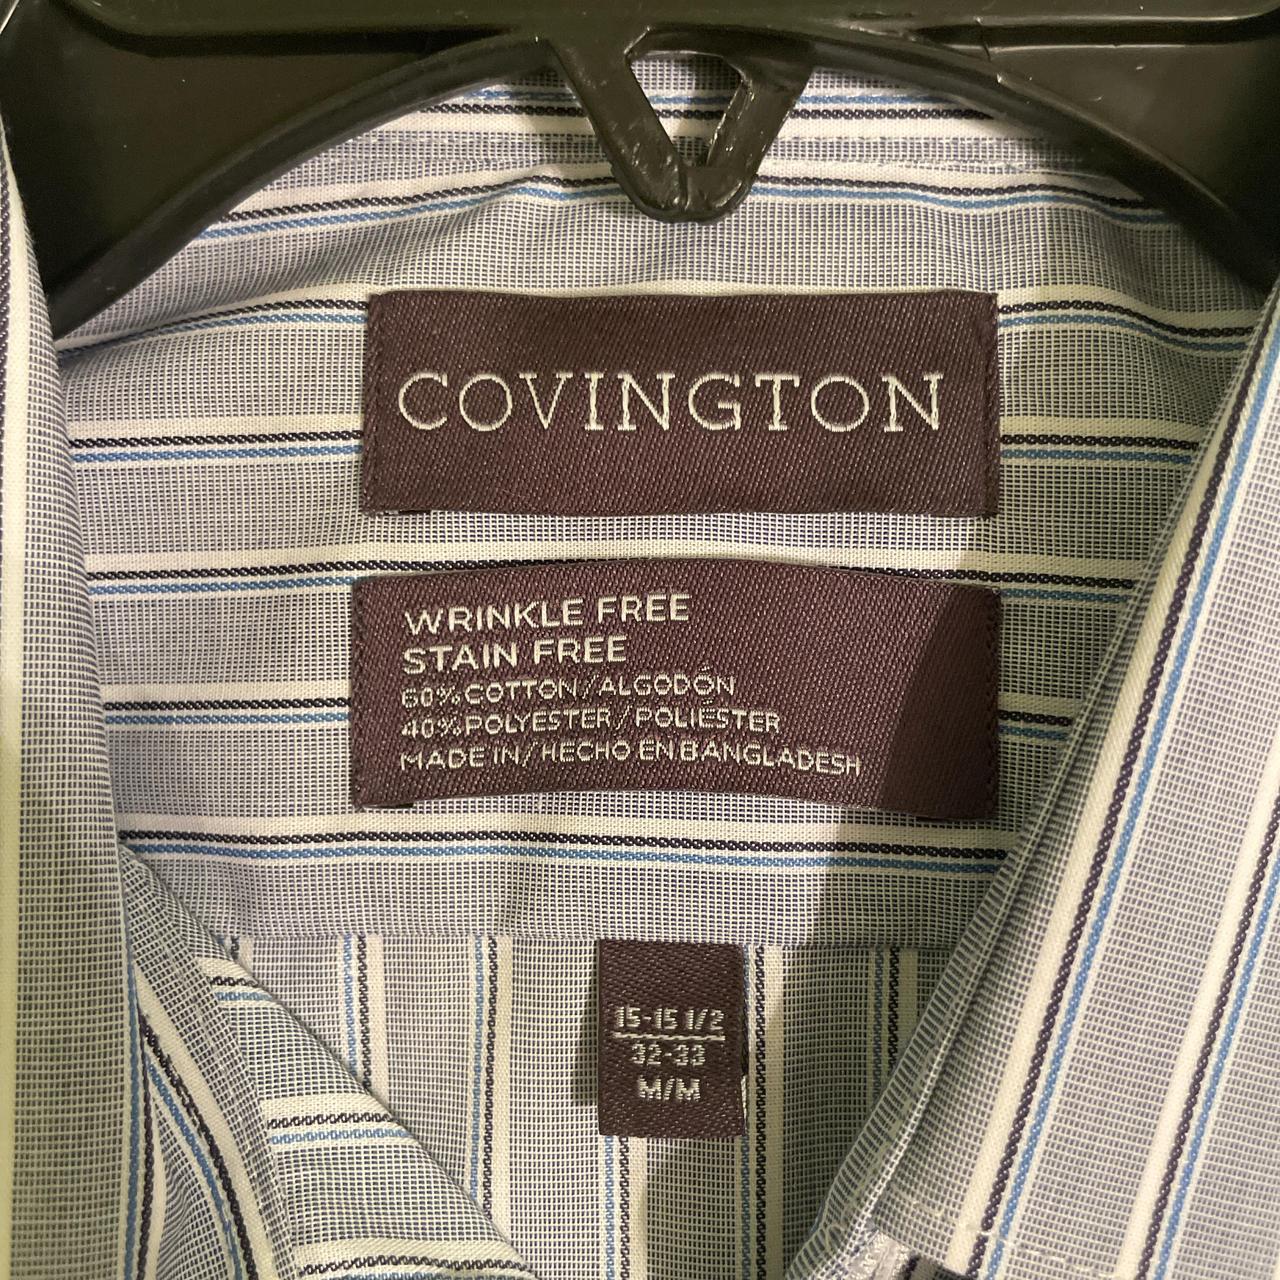 COVINGTON
WRINKLE FREE
STAIN FREE
60% COTTON/ALGODÓN
40% POLYESTER/POLIÉSTER
MADE IN/HECHO EN BANGLADESH
15-15 1/2
32-33
M/M